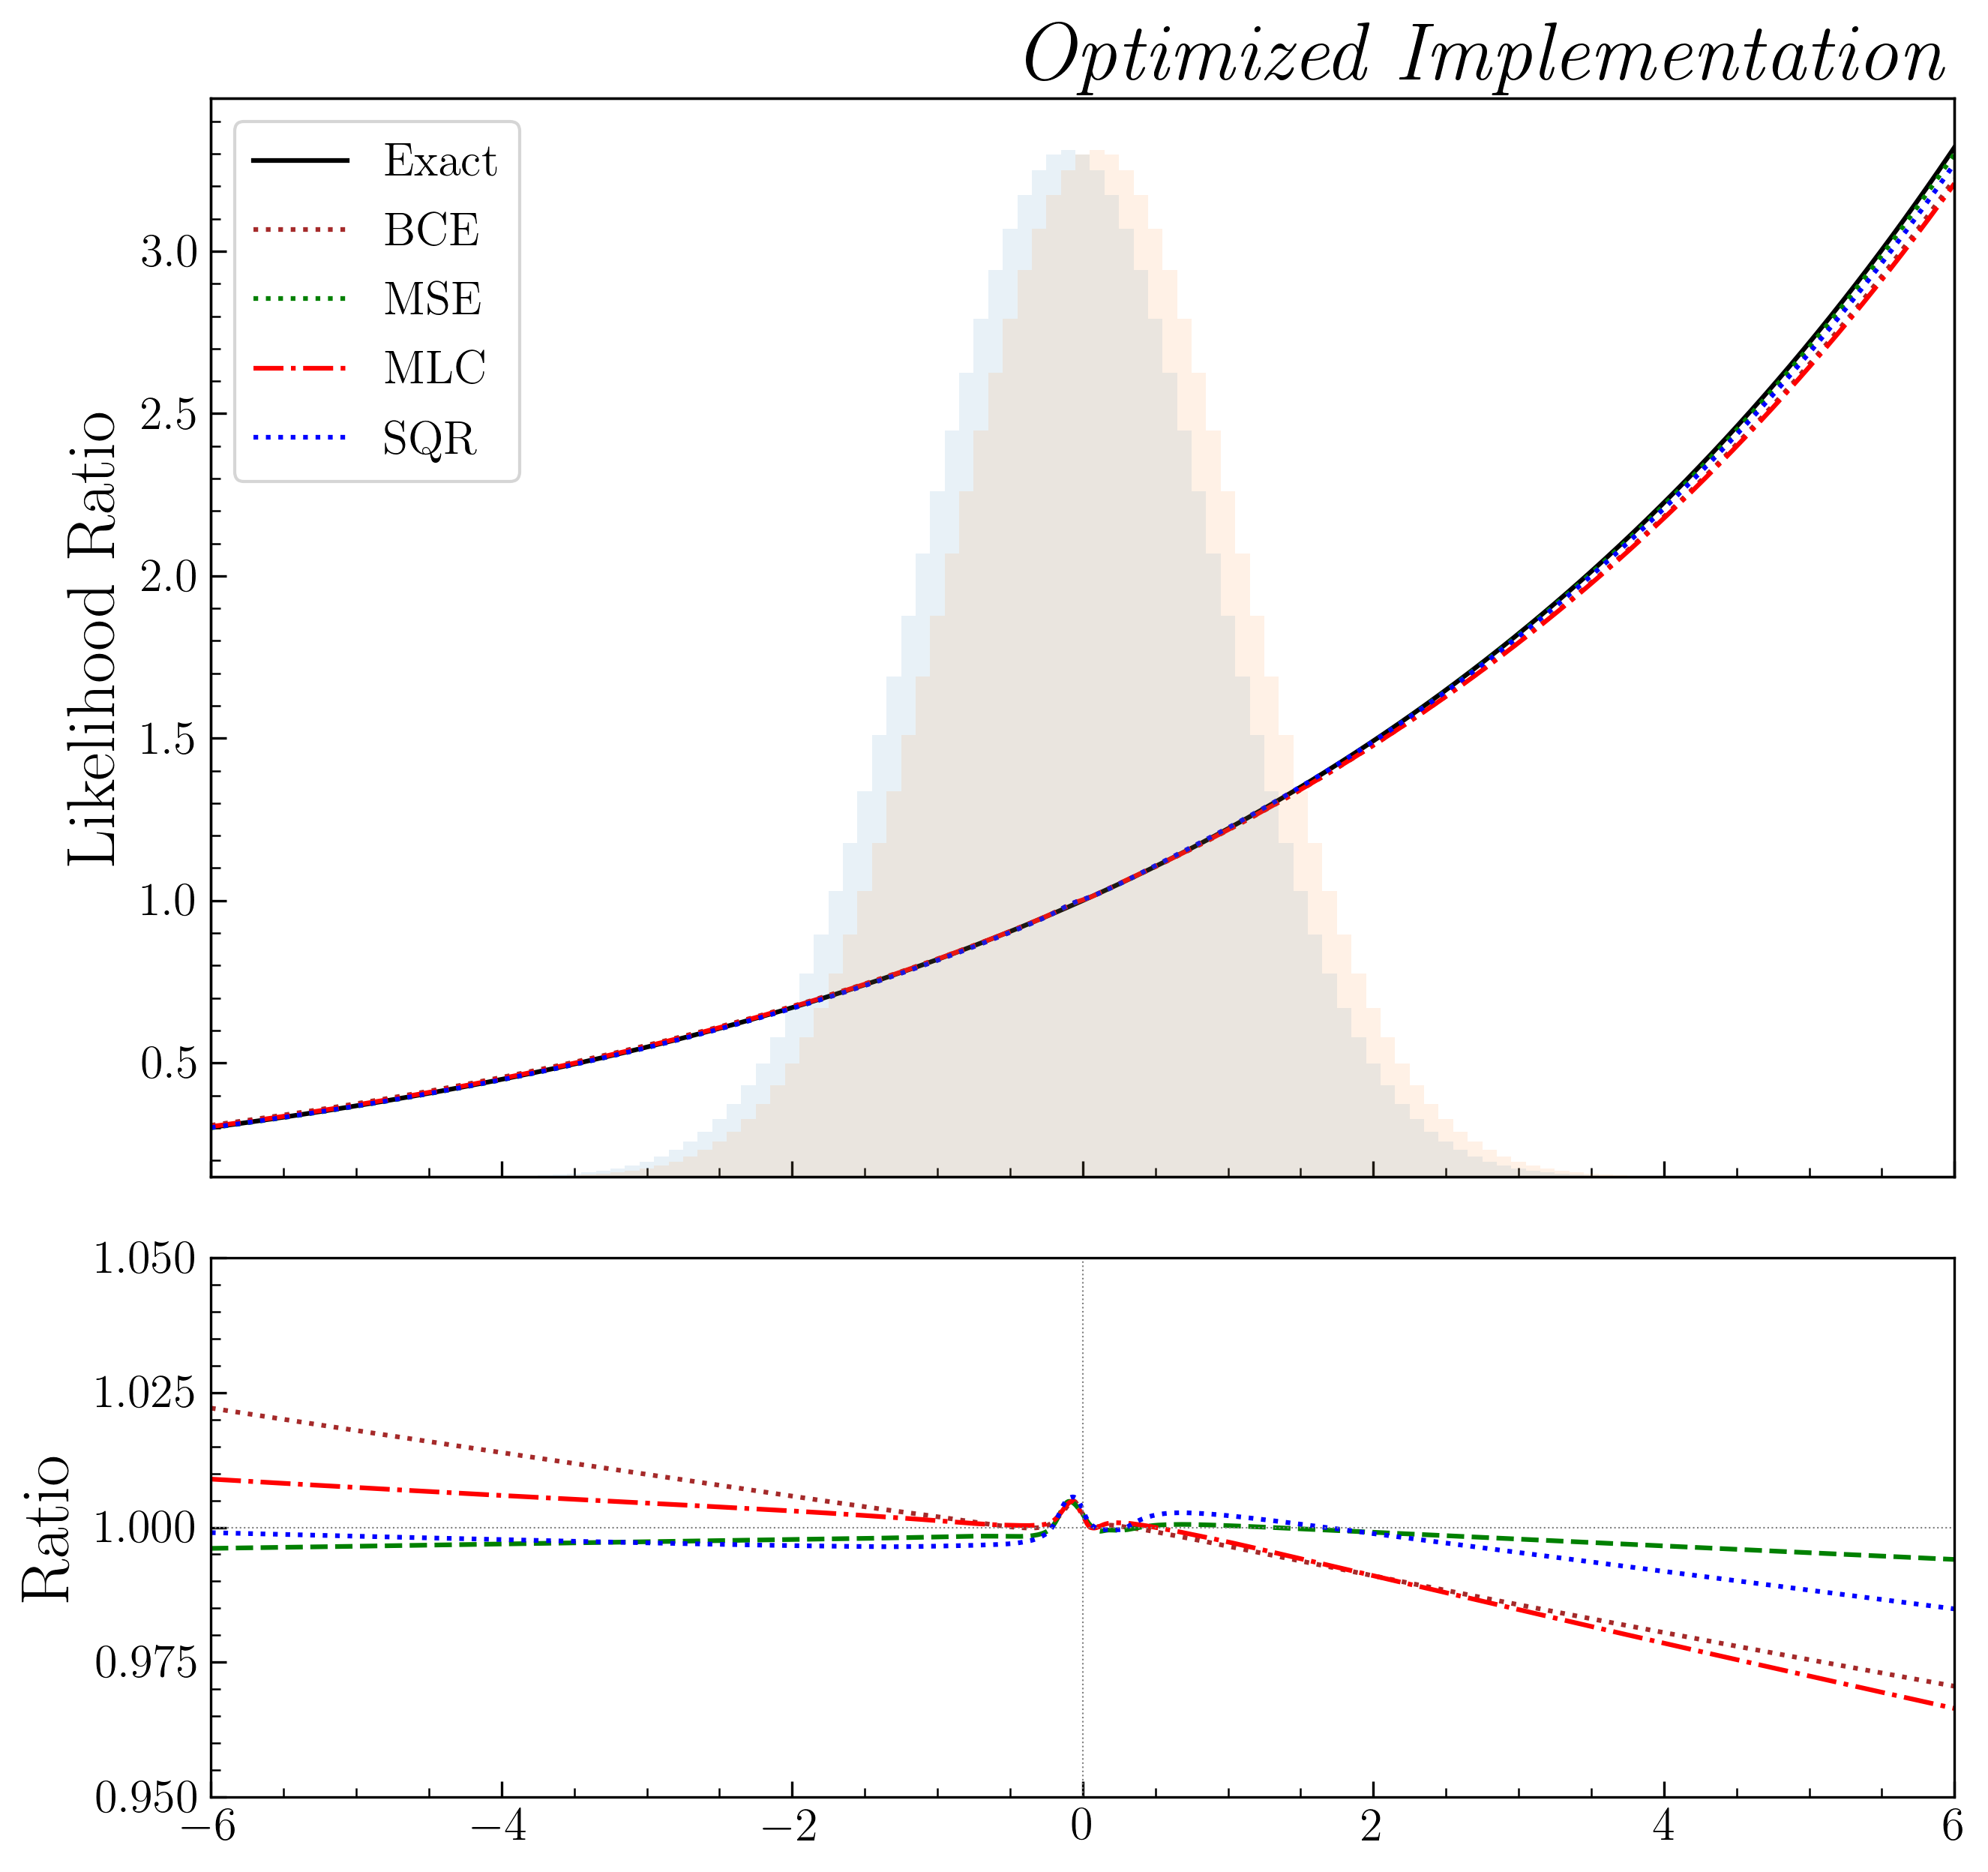 Optimized Implementation
Exact
BCE
MSE
MLC
SQR
Likelihood Ratio
3.0
2.5
2.0
1.5
1.0
0.5
Ratio
1.050
1.025
1.000
0.975
0.950
−6 −4 −2 0 2 4 6